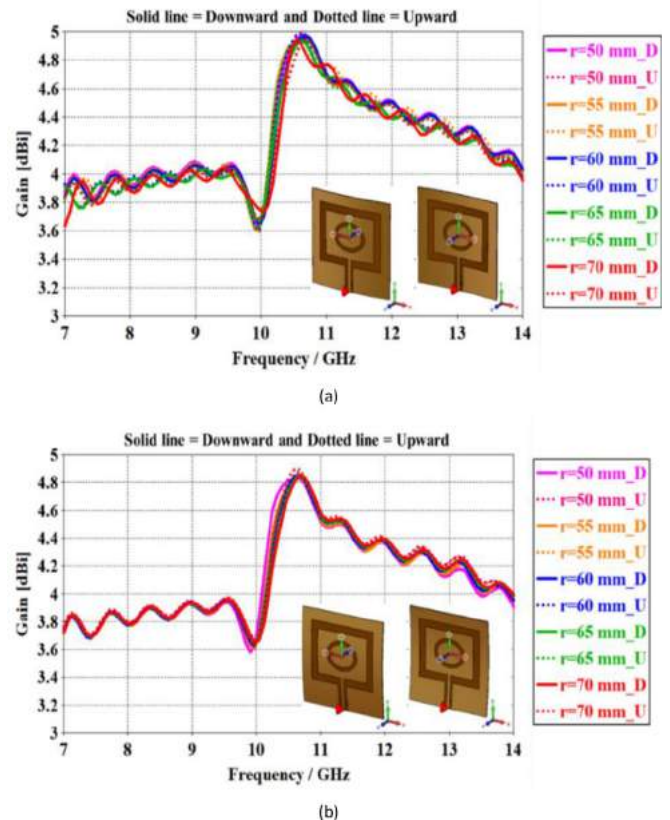 Solid line = Downward and Dotted line = Upward
5
4.8
4.6
4.4
4.2
4
3.8
3.6
3.4
3.2
3
Gain [dBi]
7 8 9 10 11 12 13 14
Frequency / GHz
r=50 mm_D
r=50 mm_U
r=55 mm_D
r=55 mm_U
r=60 mm_D
r=60 mm_U
r=65 mm_D
r=65 mm_U
r=70 mm_D
r=70 mm_U
(a)
Solid line = Downward and Dotted line = Upward
5
4.8
4.6
4.4
4.2
4
3.8
3.6
3.4
3.2
3
Gain [dBi]
7 8 9 10 11 12 13 14
Frequency / GHz
r=50 mm_D
r=50 mm_U
r=55 mm_D
r=55 mm_U
r=60 mm_D
r=60 mm_U
r=65 mm_D
r=65 mm_U
r=70 mm_D
r=70 mm_U
(b)